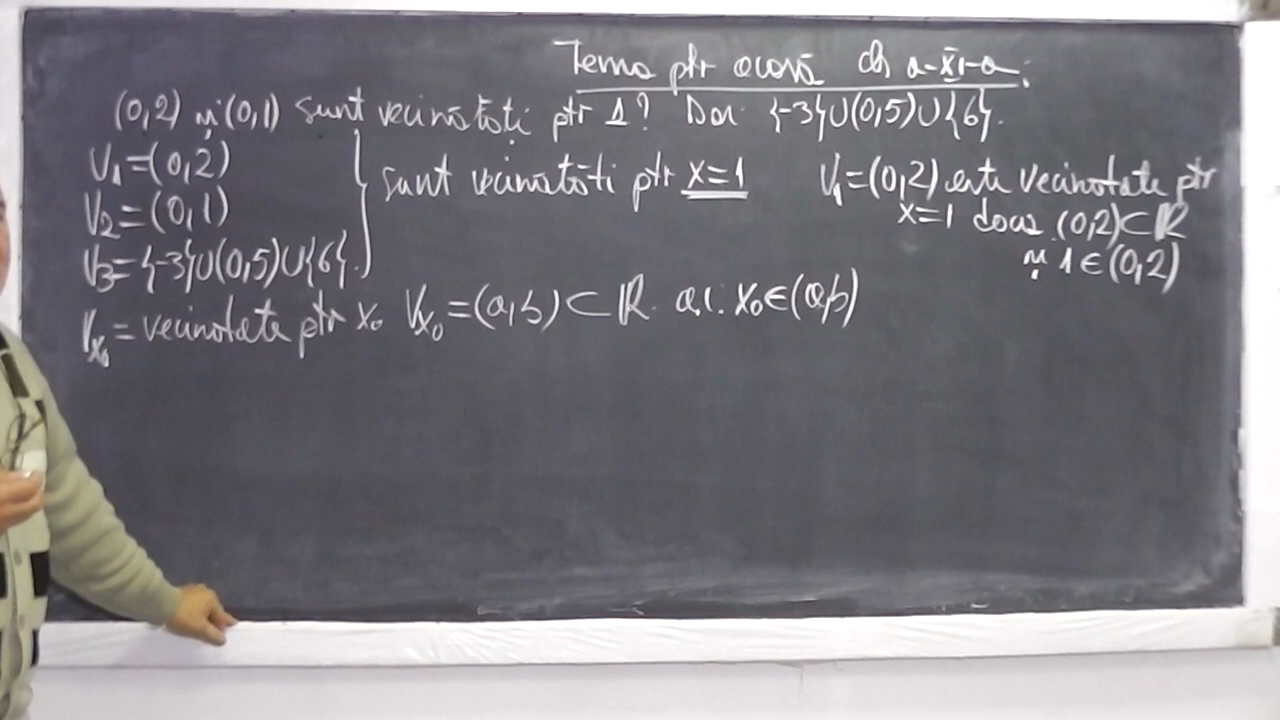 Tema ptr acasă cls a-XI-a.
(0,2) și (0,1) sunt vecinătăți ptr 1? Dar {-3}∪(0,5)∪{6}.
V₁=(0,2)
V₂=(0,1)
V₃={-3}∪(0,5)∪{6}.
} sunt vecinătăți ptr x=1
V₁=(0,2) este vecinatate ptr
x=1 doar (0,2)⊂ℝ
și 1∈(0,2)
Vₓ₀= vecinatate ptr x₀ Vₓ₀=(a,b)⊂ℝ a.î. x₀∈(a,b)